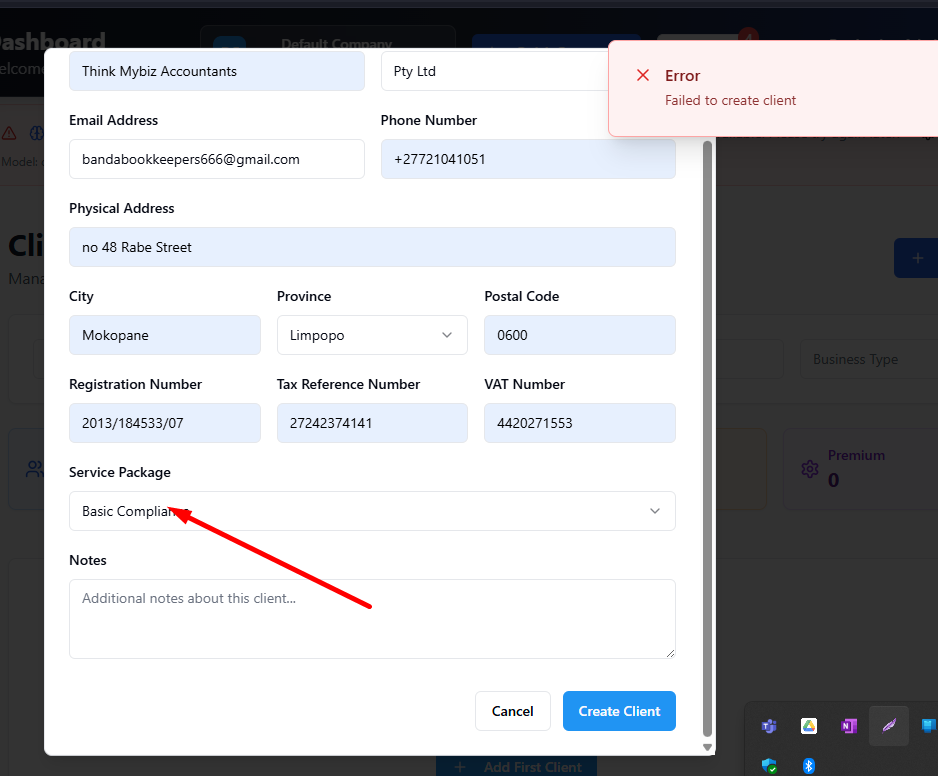 Dashboard
Default Company
4
Welcome
Error
Failed to create client
Think Mybiz Accountants
Pty Ltd
Email Address
Phone Number
bandabookkeepers666@gmail.com
+27721041051
Model:
Physical Address
no 48 Rabe Street
Cli
Mana
City
Province
Postal Code
Mokopane
Limpopo
0600
Business Type
Registration Number
Tax Reference Number
VAT Number
2013/184533/07
27242374141
4420271553
Premium
0
Service Package
Basic Compliance
Notes
Additional notes about this client...
Cancel
Create Client
Add First Client